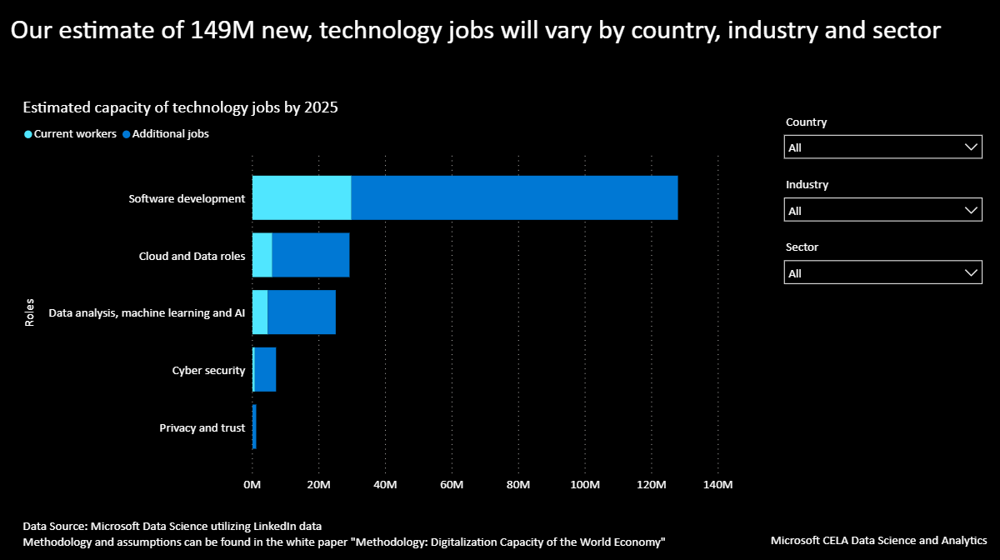 Our estimate of 149M new, technology jobs will vary by country, industry and sector
Estimated capacity of technology jobs by 2025
Current workers Additional jobs
Country
All
Industry
All
Sector
All
Roles
Software development
Cloud and Data roles
Data analysis, machine learning and AI
Cyber security
Privacy and trust
0M 20M 40M 60M 80M 100M 120M 140M
Data Source: Microsoft Data Science utilizing LinkedIn data
Methodology and assumptions can be found in the white paper "Methodology: Digitalization Capacity of the World Economy"
Microsoft CELA Data Science and Analytics